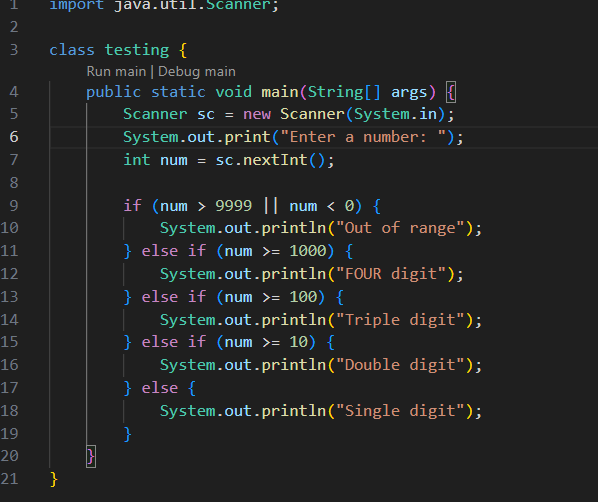 1 import java.util.Scanner;
2
3 class testing {
Run main | Debug main
4 public static void main(String[] args) {
5 Scanner sc = new Scanner(System.in);
6 System.out.print("Enter a number: ");
7 int num = sc.nextInt();
8
9 if (num > 9999 || num < 0) {
10 System.out.println("Out of range");
11 } else if (num >= 1000) {
12 System.out.println("FOUR digit");
13 } else if (num >= 100) {
14 System.out.println("Triple digit");
15 } else if (num >= 10) {
16 System.out.println("Double digit");
17 } else {
18 System.out.println("Single digit");
19 }
20 }
21 }